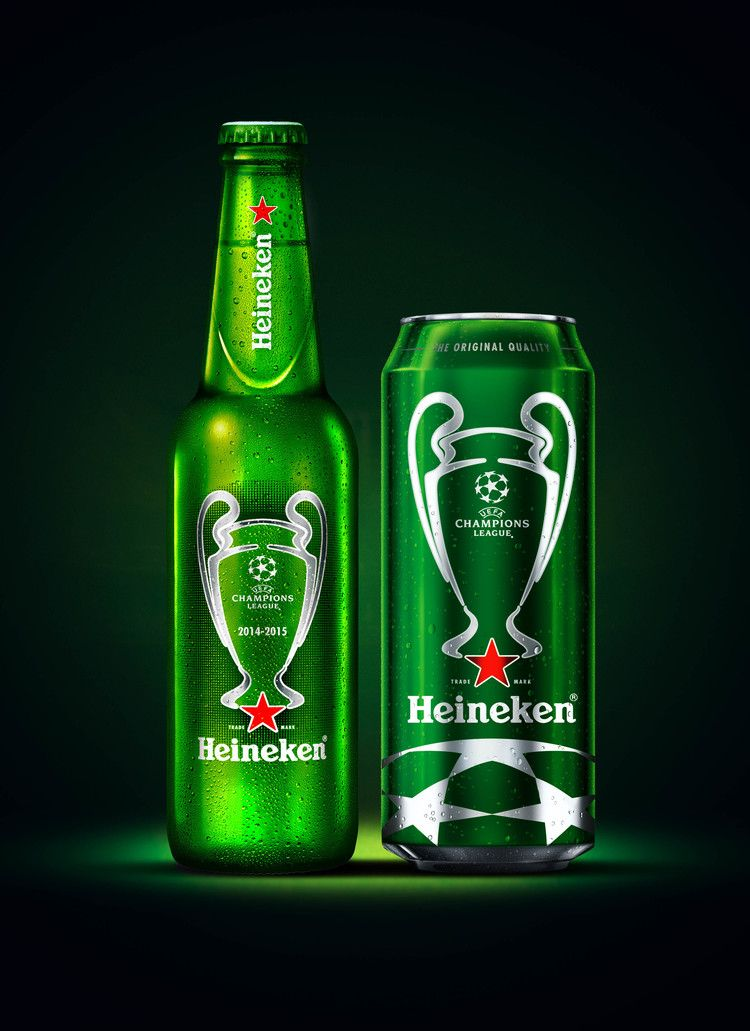 Heineken
UEFA
CHAMPIONS
LEAGUE
2014-2015
TRADE MARK
Heineken®
THE ORIGINAL QUALITY
UEFA
CHAMPIONS
LEAGUE
TRADE MARK
Heineken®